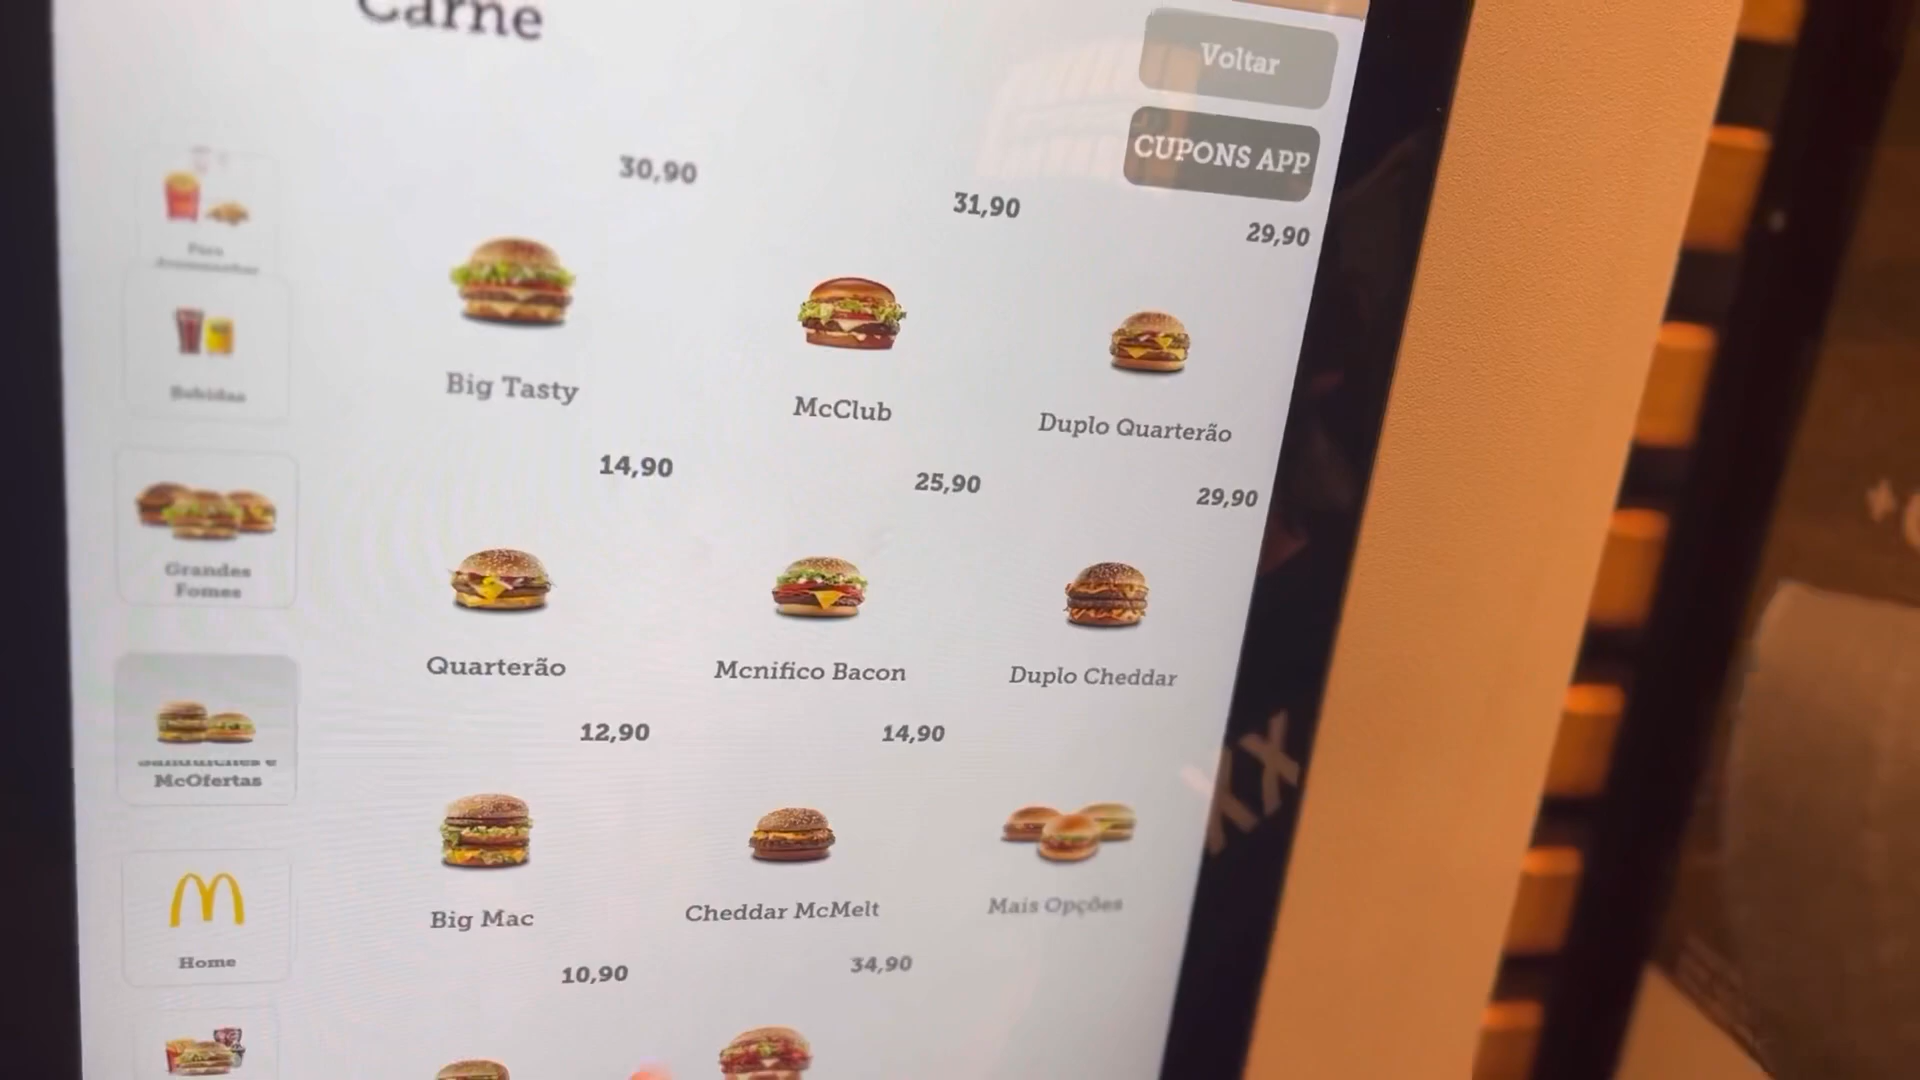 Carne
Voltar
CUPONS APP
30,90
31,90
29,90
Big Tasty
McClub
Duplo Quarterão
Bebidas
14,90
25,90
29,90
Grandes
Fomes
Quarterão
Mcnifico Bacon
Duplo Cheddar
12,90
14,90
Sanduíches e
McOfertas
Big Mac
Cheddar McMelt
Mais Opções
Home
10,90
34,90